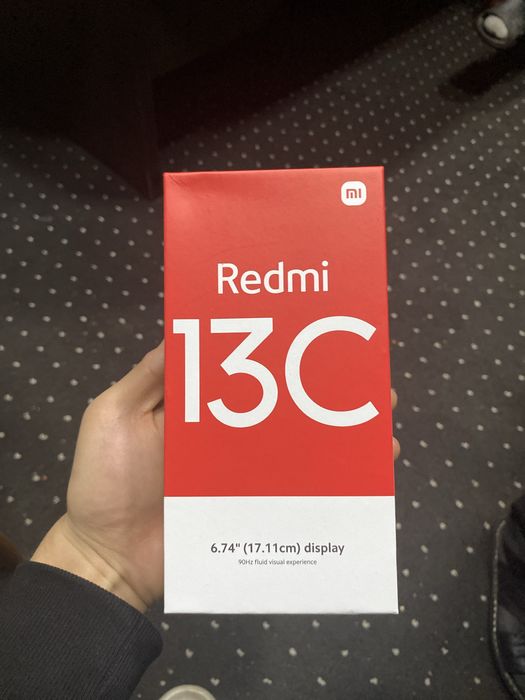 mi
Redmi
13C
6.74" (17.11cm) display
90Hz fluid visual experience